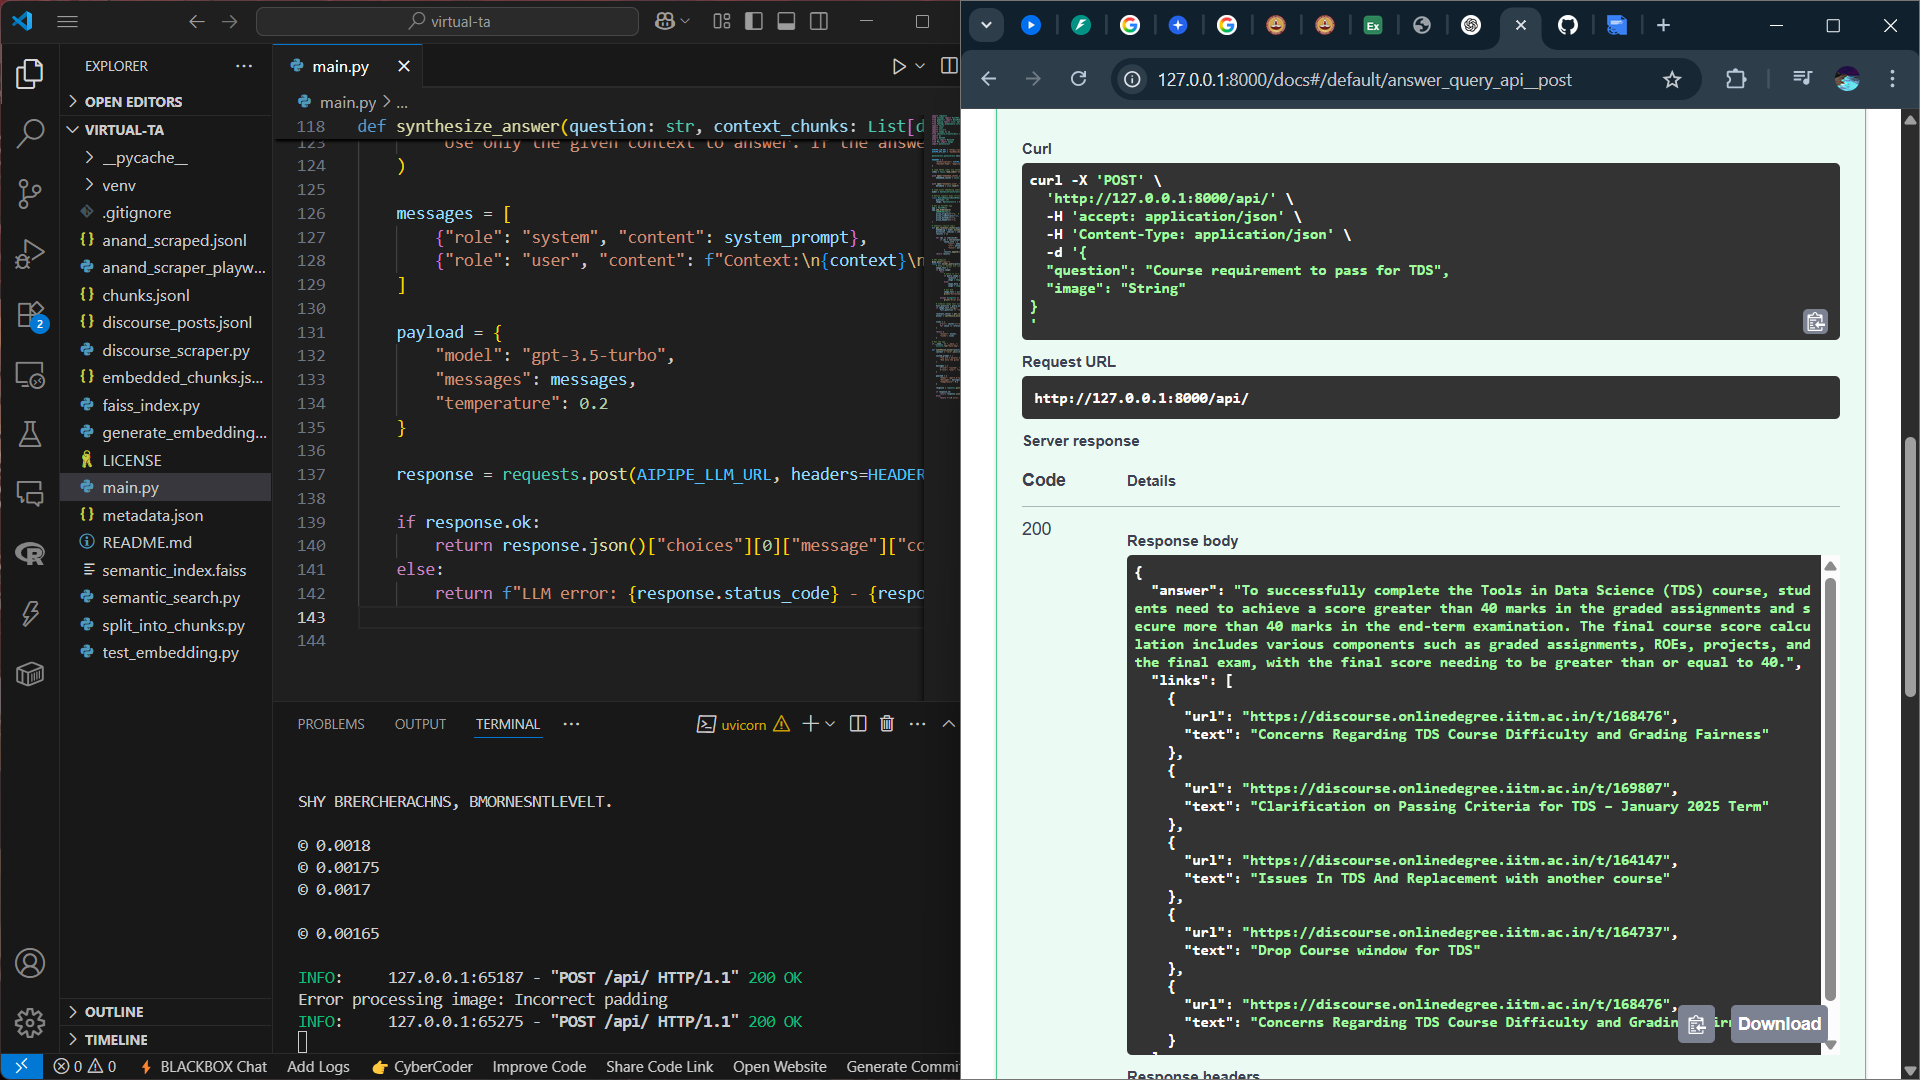 virtual-ta
EXPLORER
OPEN EDITORS
VIRTUAL-TA
__pycache__
venv
.gitignore
anand_scraped.jsonl
anand_scraper_playw...
chunks.jsonl
discourse_posts.jsonl
discourse_scraper.py
embedded_chunks.js...
faiss_index.py
generate_embedding...
LICENSE
main.py
metadata.json
README.md
semantic_index.faiss
semantic_search.py
split_into_chunks.py
test_embedding.py
OUTLINE
TIMELINE
2
main.py
main.py > ...
118 def synthesize_answer(question: str, context_chunks: List[d
123 Use only the given context to answer. If the answe
124 )
125
126 messages = [
127 {"role": "system", "content": system_prompt},
128 {"role": "user", "content": f"Context:\n{context}\n
129 ]
130
131 payload = {
132 "model": "gpt-3.5-turbo",
133 "messages": messages,
134 "temperature": 0.2
135 }
136
137 response = requests.post(AIPIPE_LLM_URL, headers=HEADER
138
139 if response.ok:
140 return response.json()["choices"][0]["message"]["co
141 else:
142 return f"LLM error: {response.status_code} - {respo
143
144
PROBLEMS OUTPUT TERMINAL ... uvicorn
SHY BRERCHERACHNS, BMORNESNTLEVELT.
© 0.0018
© 0.00175
© 0.0017
© 0.00165
INFO: 127.0.0.1:65187 - "POST /api/ HTTP/1.1" 200 OK
Error processing image: Incorrect padding
INFO: 127.0.0.1:65275 - "POST /api/ HTTP/1.1" 200 OK
0 0 BLACKBOX Chat Add Logs CyberCoder Improve Code Share Code Link Open Website Generate Commi
Ex
127.0.0.1:8000/docs#/default/answer_query_api__post
Curl
curl -X 'POST' \
'http://127.0.0.1:8000/api/' \
-H 'accept: application/json' \
-H 'Content-Type: application/json' \
-d '{
"question": "Course requirement to pass for TDS",
"image": "String"
}
'
Request URL
http://127.0.0.1:8000/api/
Server response
Code Details
200
Response body
{
"answer": "To successfully complete the Tools in Data Science (TDS) course, stud
ents need to achieve a score greater than 40 marks in the graded assignments and s
ecure more than 40 marks in the end-term examination. The final course score calcu
lation includes various components such as graded assignments, ROEs, projects, and
the final exam, with the final score needing to be greater than or equal to 40.",
"links": [
{
"url": "https://discourse.onlinedegree.iitm.ac.in/t/168476",
"text": "Concerns Regarding TDS Course Difficulty and Grading Fairness"
},
{
"url": "https://discourse.onlinedegree.iitm.ac.in/t/169807",
"text": "Clarification on Passing Criteria for TDS – January 2025 Term"
},
{
"url": "https://discourse.onlinedegree.iitm.ac.in/t/164147",
"text": "Issues In TDS And Replacement with another course"
},
{
"url": "https://discourse.onlinedegree.iitm.ac.in/t/164737",
"text": "Drop Course window for TDS"
},
{
"url": "https://discourse.onlinedegree.iitm.ac.in/t/168476",
"text": "Concerns Regarding TDS Course Difficulty and Gradin
}
Download
Response headers